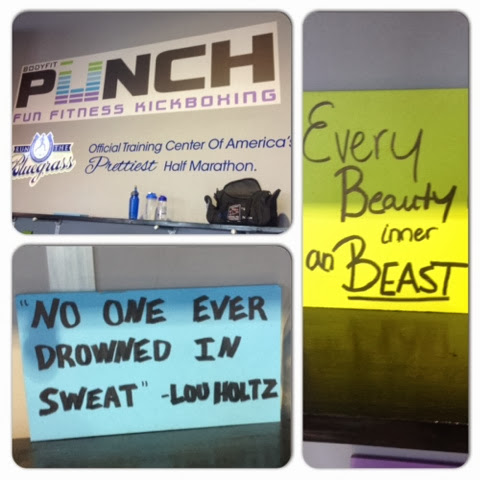 BODYFIT
PUNCH
FUN FITNESS KICKBOXING
RUN THE
Bluegrass
Official Training Center Of America's
Prettiest Half Marathon.
"NO ONE EVER
DROWNED IN
SWEAT" -LOU HOLTZ
Every
Beauty
inner
an BEAST